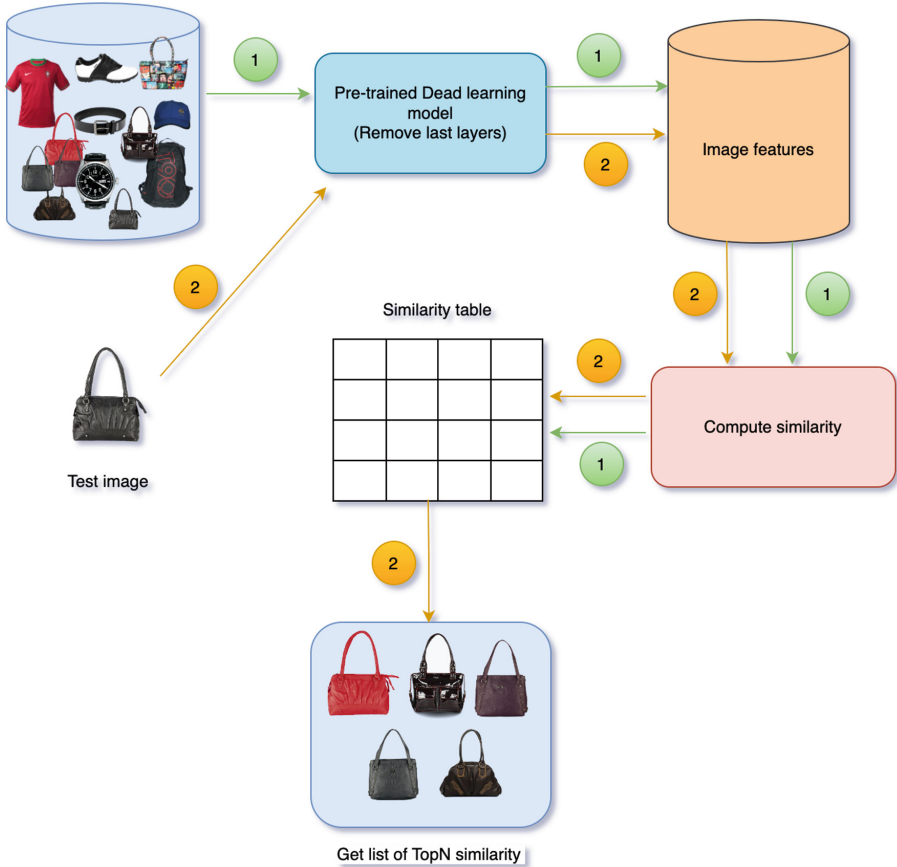 1
1
Pre-trained Dead learning
model
(Remove last layers)
2
Image features
2
2
1
Similarity table
2
Compute similarity
1
Test image
2
Get list of TopN similarity